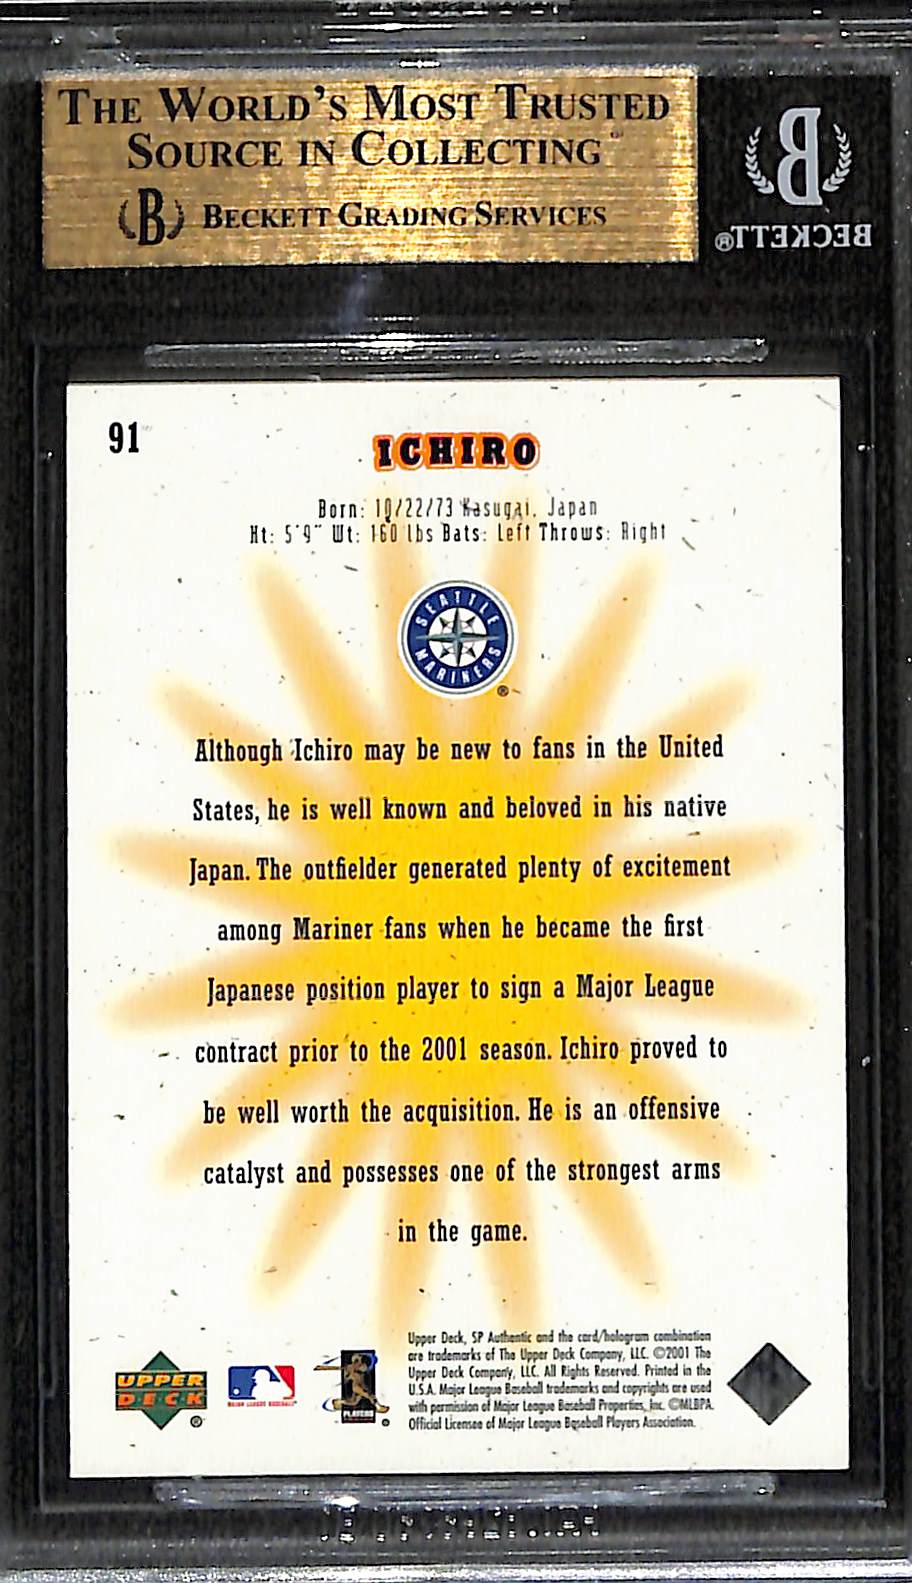 THE WORLD'S MOST TRUSTED
SOURCE IN COLLECTING
B BECKETT GRADING SERVICES
B
BECKETT®
91
ICHIRO
Born: 10/22/73 Kasugai, Japan
Ht: 5'9" Wt: 160 lbs Bats: Left Throws: Right
SEATTLE
MARINERS
®
Although Ichiro may be new to fans in the United
States, he is well known and beloved in his native
Japan. The outfielder generated plenty of excitement
among Mariner fans when he became the first
Japanese position player to sign a Major League
contract prior to the 2001 season. Ichiro proved to
be well worth the acquisition. He is an offensive
catalyst and possesses one of the strongest arms
in the game.
UPPER
DECK
®
MAJOR LEAGUE BASEBALL
PLAYERS
®
Upper Deck, SP Authentic and the card/hologram combination
are trademarks of The Upper Deck Company, LLC. ©2001 The
Upper Deck Company, LLC. All Rights Reserved. Printed in the
U.S.A. Major League Baseball trademarks and copyrights are used
with permission of Major League Baseball Properties, Inc. ©MLBPA.
Official Licensee of Major League Baseball Players Association.